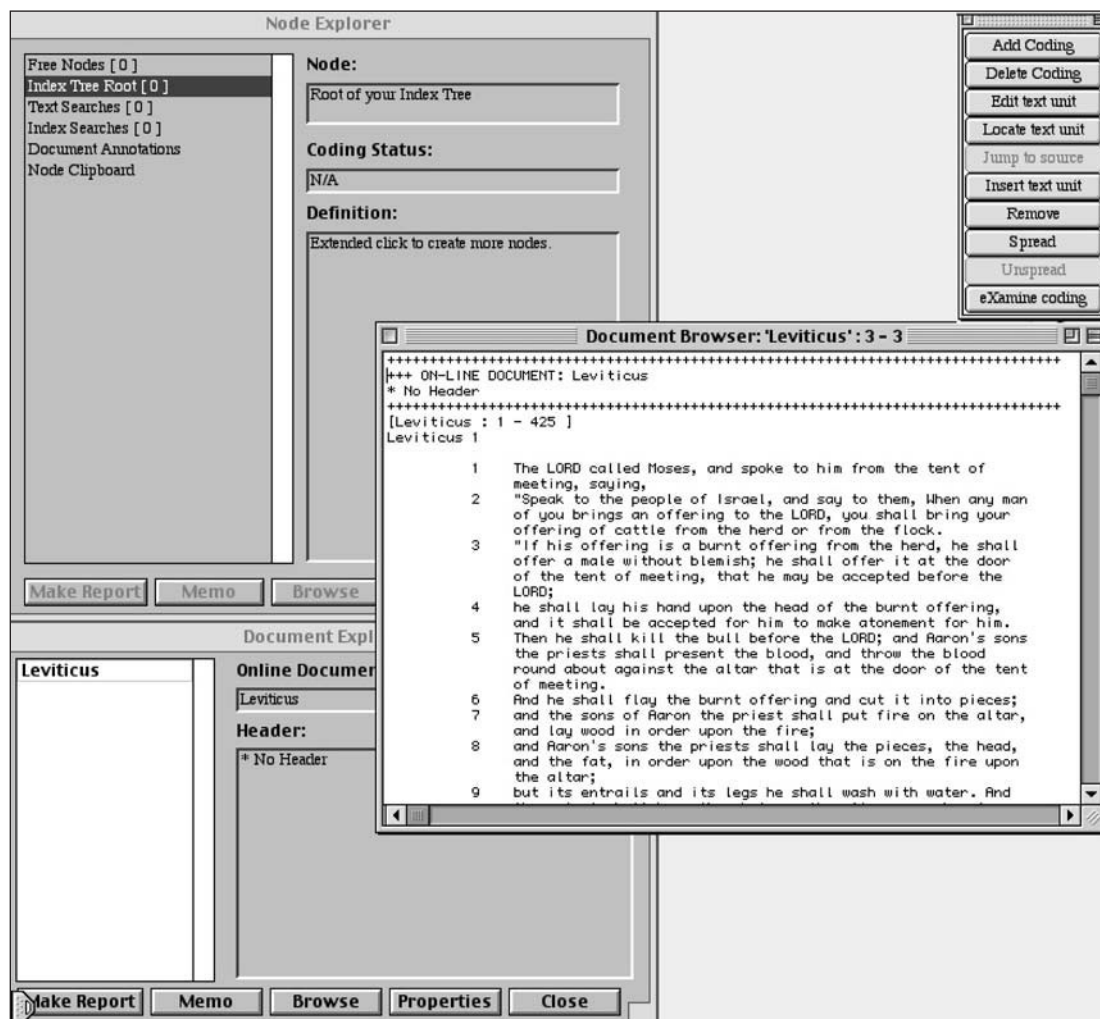 Node Explorer
Free Nodes [ 0 ]
Index Tree Root [ 0 ]
Text Searches [ 0 ]
Index Searches [ 0 ]
Document Annotations
Node Clipboard
Node:
Root of your Index Tree
Coding Status:
N/A
Definition:
Extended click to create more nodes.
Make Report
Memo
Browse
Add Coding
Delete Coding
Edit text unit
Locate text unit
Jump to source
Insert text unit
Remove
Spread
Unspread
eXamine coding
Document Browser: 'Leviticus' : 3 - 3
++++++++++++++++++++++++++++++++++++++++++++++++++++++++++++++++++++++++++++++++
+++ ON-LINE DOCUMENT: Leviticus
* No Header
++++++++++++++++++++++++++++++++++++++++++++++++++++++++++++++++++++++++++++++++
[Leviticus : 1 - 425 ]
Leviticus 1
1 The LORD called Moses, and spoke to him from the tent of
meeting, saying,
2 "Speak to the people of Israel, and say to them, When any man
of you brings an offering to the LORD, you shall bring your
offering of cattle from the herd or from the flock.
3 "If his offering is a burnt offering from the herd, he shall
offer a male without blemish; he shall offer it at the door
of the tent of meeting, that he may be accepted before the
LORD;
4 he shall lay his hand upon the head of the burnt offering,
and it shall be accepted for him to make atonement for him.
5 Then he shall kill the bull before the LORD; and Aaron's sons
the priests shall present the blood, and throw the blood
round about against the altar that is at the door of the tent
of meeting.
6 And he shall flay the burnt offering and cut it into pieces;
7 and the sons of Aaron the priest shall put fire on the altar,
and lay wood in order upon the fire;
8 and Aaron's sons the priests shall lay the pieces, the head,
and the fat, in order upon the wood that is on the fire upon
the altar;
9 but its entrails and its legs he shall wash with water. And
Document Expl
Leviticus
Online Documen
Leviticus
Header:
* No Header
Make Report
Memo
Browse
Properties
Close